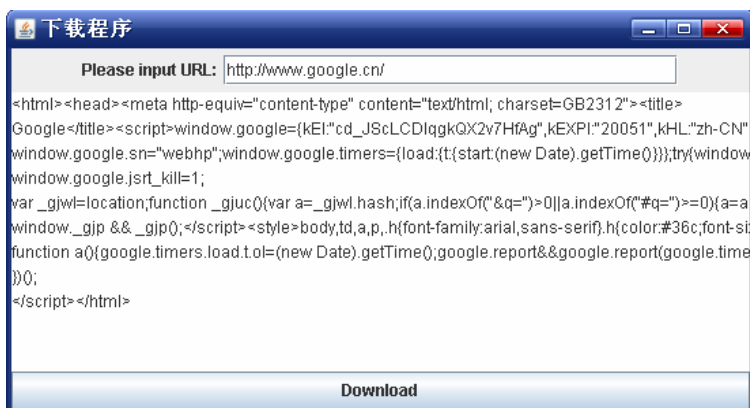 下载程序
Please input URL: http://www.google.cn/
<html><head><meta http-equiv="content-type" content="text/html; charset=GB2312"><title>
Google</title><script>window.google={kEI:"cd_JScLCDIqgkQX2v7HfAg",kEXPI:"20051",kHL:"zh-CN"
window.google.sn="webhp";window.google.timers={load:{t:{start:(new Date).getTime()}}};try{window
window.google.jsrt_kill=1;
var _gjwl=location;function _gjuc(){var a=_gjwl.hash;if(a.indexOf("&q=")>0||a.indexOf("#q=")>=0){a=a
window._gjp && _gjp();</script><style>body,td,a,p,.h{font-family:arial,sans-serif}.h{color:#36c;font-si
function a(){google.timers.load.t.ol=(new Date).getTime();google.report&&google.report(google.time
})();
</script></html>
Download